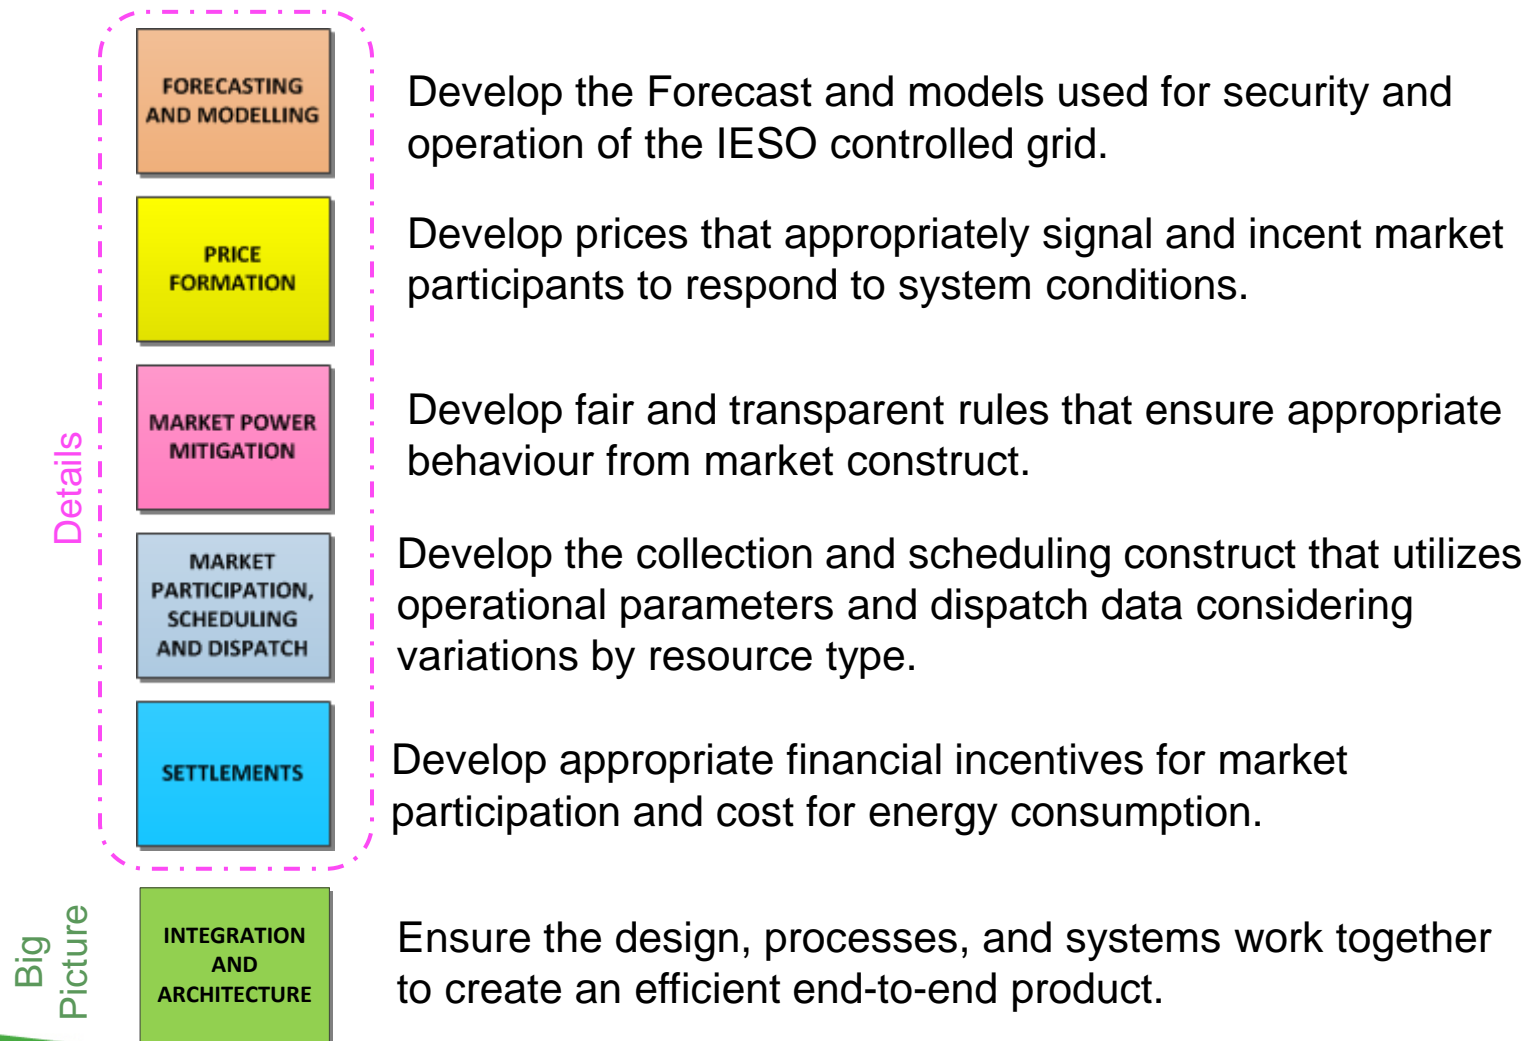 FORECASTING
AND MODELLING
Develop the Forecast and models used for security and
operation of the IESO controlled grid.
PRICE
FORMATION
Develop prices that appropriately signal and incent market
participants to respond to system conditions.
Details
MARKET POWER
MITIGATION
Develop fair and transparent rules that ensure appropriate
behaviour from market construct.
MARKET
PARTICIPATION,
SCHEDULING
AND DISPATCH
Develop the collection and scheduling construct that utilizes
operational parameters and dispatch data considering
variations by resource type.
SETTLEMENTS
Develop appropriate financial incentives for market
participation and cost for energy consumption.
Big
Picture
INTEGRATION
AND
ARCHITECTURE
Ensure the design, processes, and systems work together
to create an efficient end-to-end product.